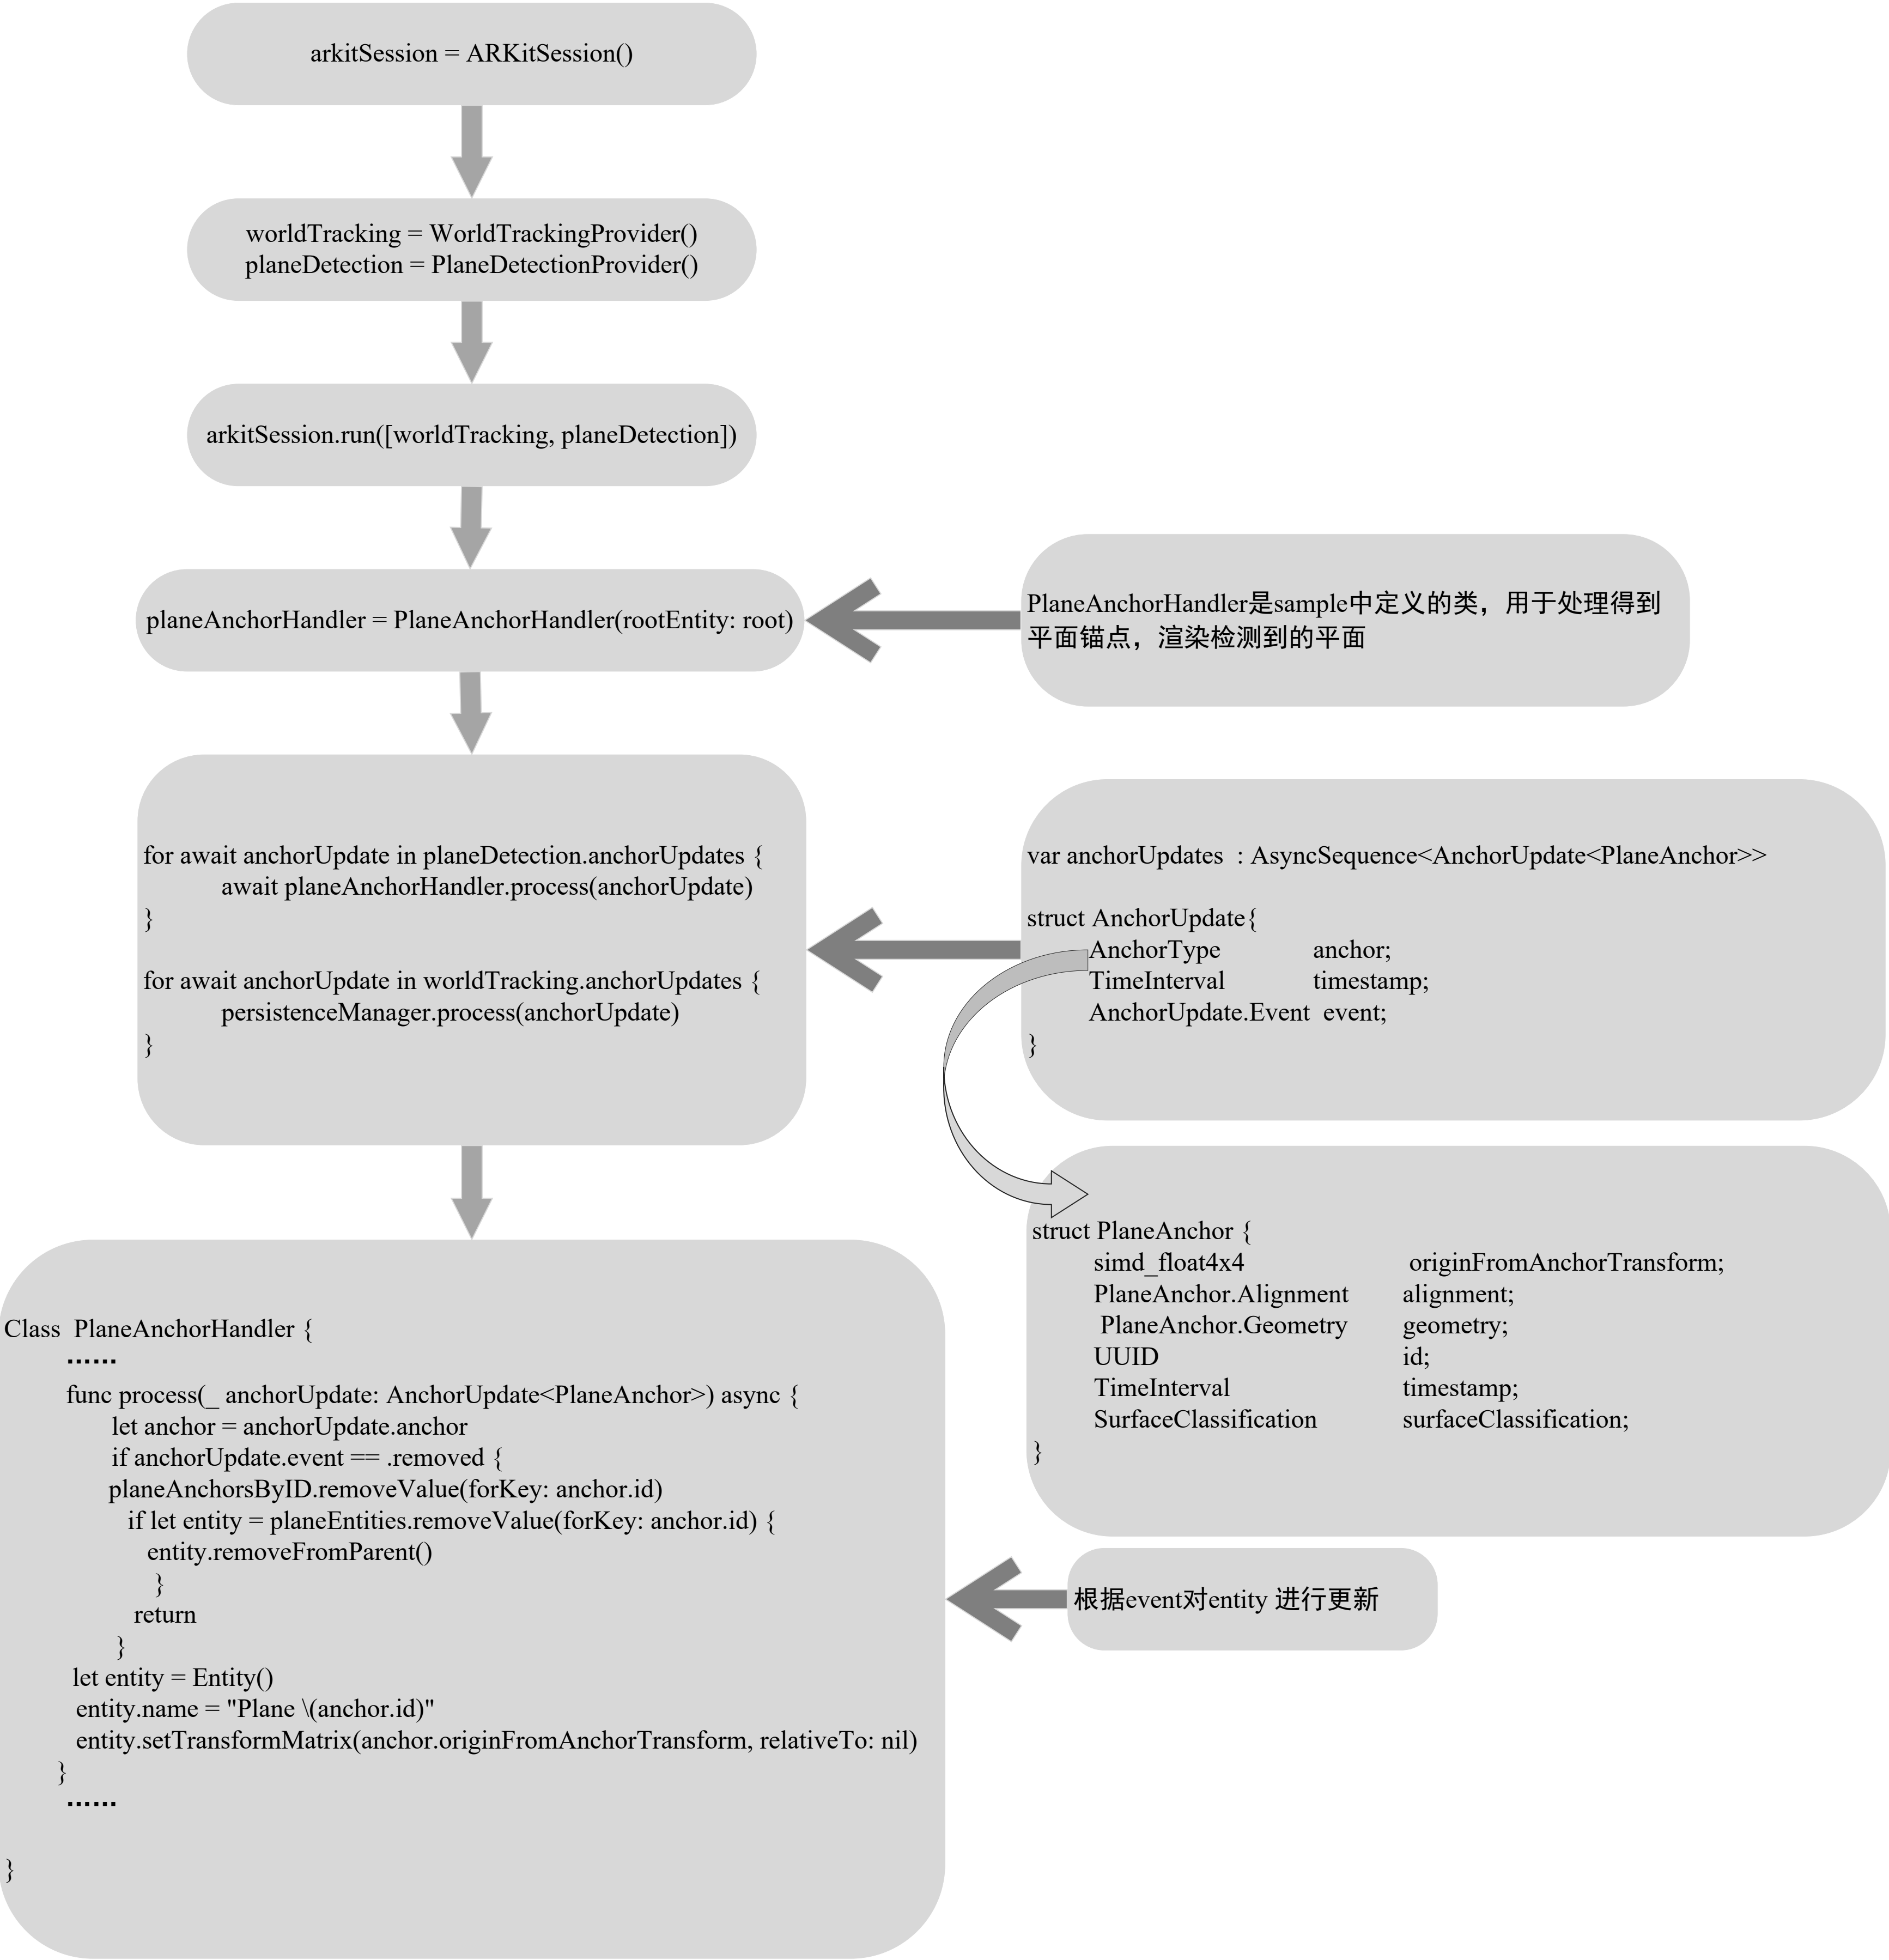 arkitSession = ARKitSession()
worldTracking = WorldTrackingProvider()
planeDetection = PlaneDetectionProvider()
arkitSession.run([worldTracking, planeDetection])
planeAnchorHandler = PlaneAnchorHandler(rootEntity: root)
PlaneAnchorHandler是sample中定义的类，用于处理得到
平面锚点，渲染检测到的平面
for await anchorUpdate in planeDetection.anchorUpdates {
await planeAnchorHandler.process(anchorUpdate)
}
for await anchorUpdate in worldTracking.anchorUpdates {
persistenceManager.process(anchorUpdate)
}
var anchorUpdates : AsyncSequence<AnchorUpdate<PlaneAnchor>>
struct AnchorUpdate{
AnchorType anchor;
TimeInterval timestamp;
AnchorUpdate.Event event;
}
struct PlaneAnchor {
simd_float4x4 originFromAnchorTransform;
PlaneAnchor.Alignment alignment;
PlaneAnchor.Geometry geometry;
UUID id;
TimeInterval timestamp;
SurfaceClassification surfaceClassification;
}
Class PlaneAnchorHandler {
......
func process(_ anchorUpdate: AnchorUpdate<PlaneAnchor>) async {
let anchor = anchorUpdate.anchor
if anchorUpdate.event == .removed {
planeAnchorsByID.removeValue(forKey: anchor.id)
if let entity = planeEntities.removeValue(forKey: anchor.id) {
entity.removeFromParent()
}
return
}
let entity = Entity()
entity.name = "Plane \(anchor.id)"
entity.setTransformMatrix(anchor.originFromAnchorTransform, relativeTo: nil)
}
......
}
根据event对entity 进行更新